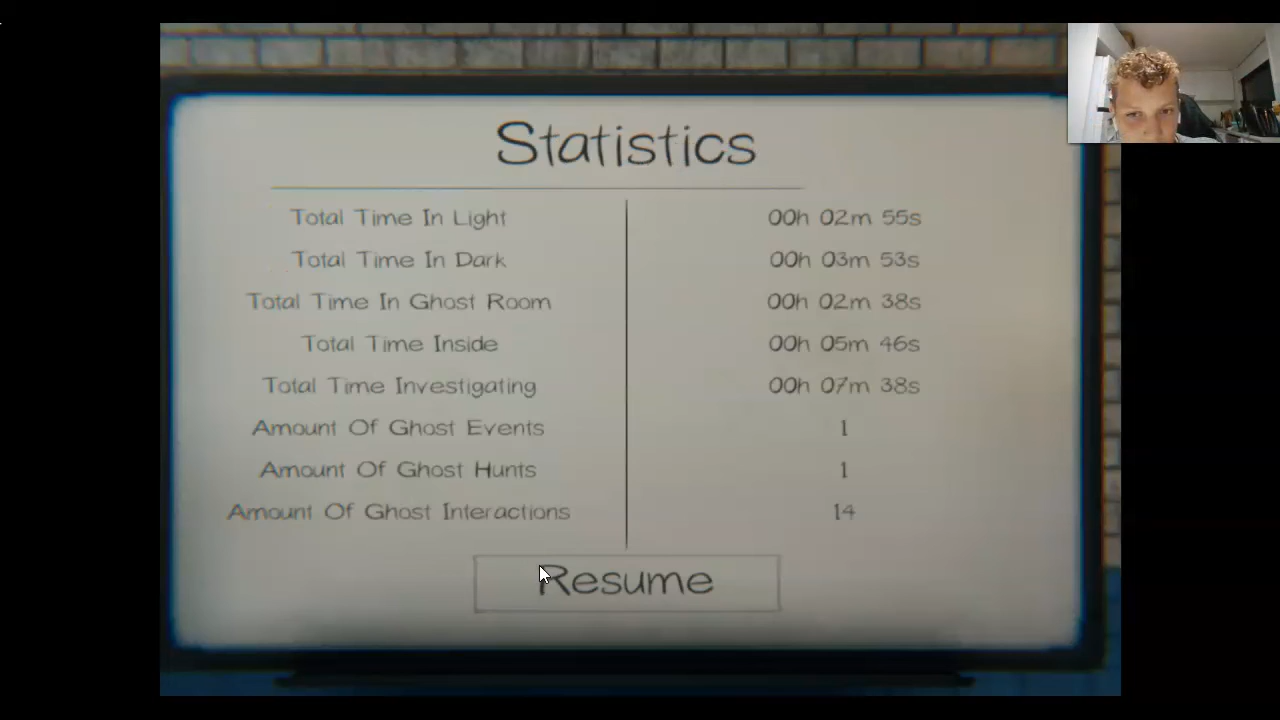 Statistics
Total Time In Light 00h 02m 55s
Total Time In Dark 00h 03m 53s
Total Time In Ghost Room 00h 02m 38s
Total Time Inside 00h 05m 46s
Total Time Investigating 00h 07m 38s
Amount Of Ghost Events 1
Amount Of Ghost Hunts 1
Amount Of Ghost Interactions 14
Resume